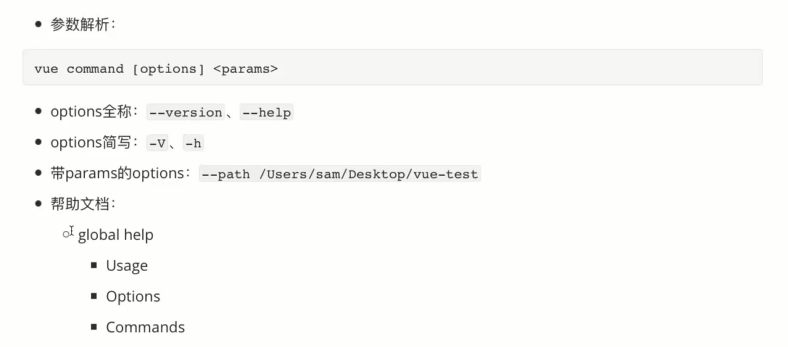 参数解析：
vue command [options] <params>
options全称：--version、--help
options简写：-V、-h
带params的options：--path /Users/sam/Desktop/vue-test
帮助文档：
global help
Usage
Options
Commands